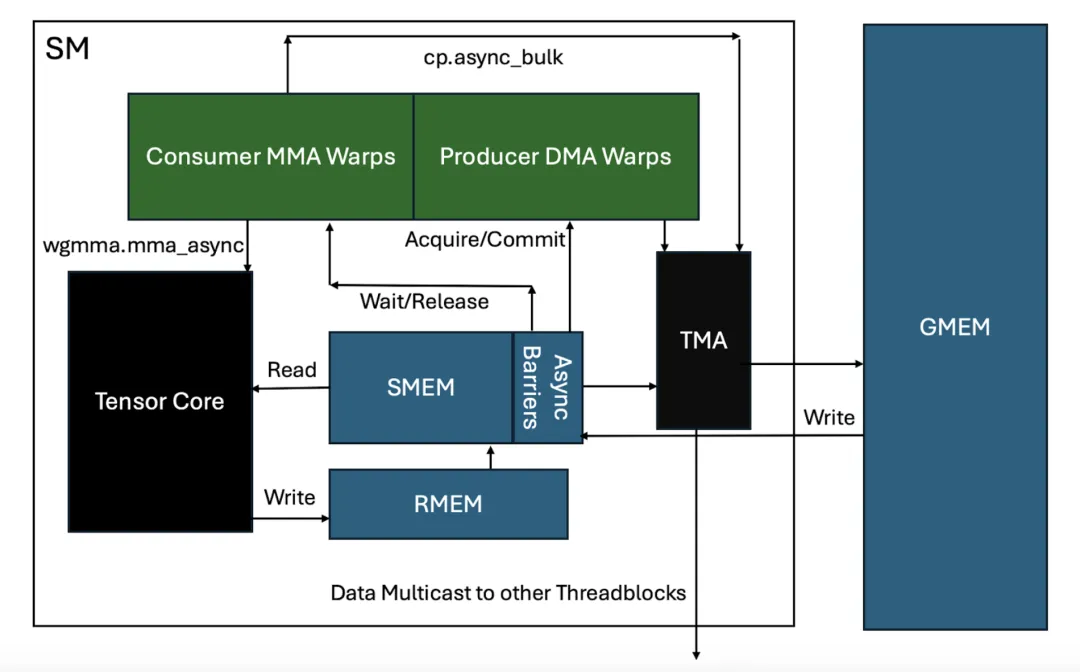 SM
cp.async_bulk
Consumer MMA Warps
Producer DMA Warps
wgmma.mma_async
Acquire/Commit
Wait/Release
TMA
GMEM
Read
SMEM
Async
Barriers
Tensor Core
Write
Write
RMEM
Data Multicast to other Threadblocks